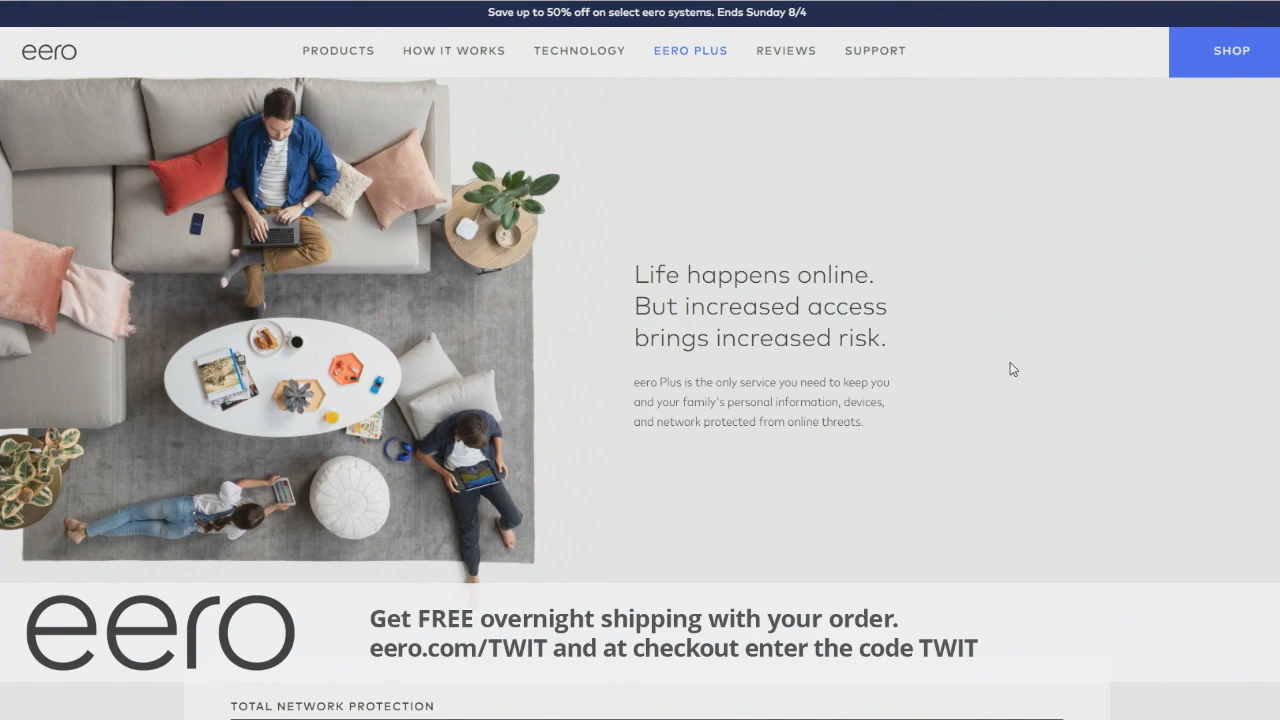 Save up to 50% off on select eero systems. Ends Sunday 8/4
eero
PRODUCTS
HOW IT WORKS
TECHNOLOGY
EERO PLUS
REVIEWS
SUPPORT
SHOP
Life happens online.
But increased access
brings increased risk.
eero Plus is the only service you need to keep you
and your family's personal information, devices,
and network protected from online threats.
eero
Get FREE overnight shipping with your order.
eero.com/TWIT and at checkout enter the code TWIT
TOTAL NETWORK PROTECTION